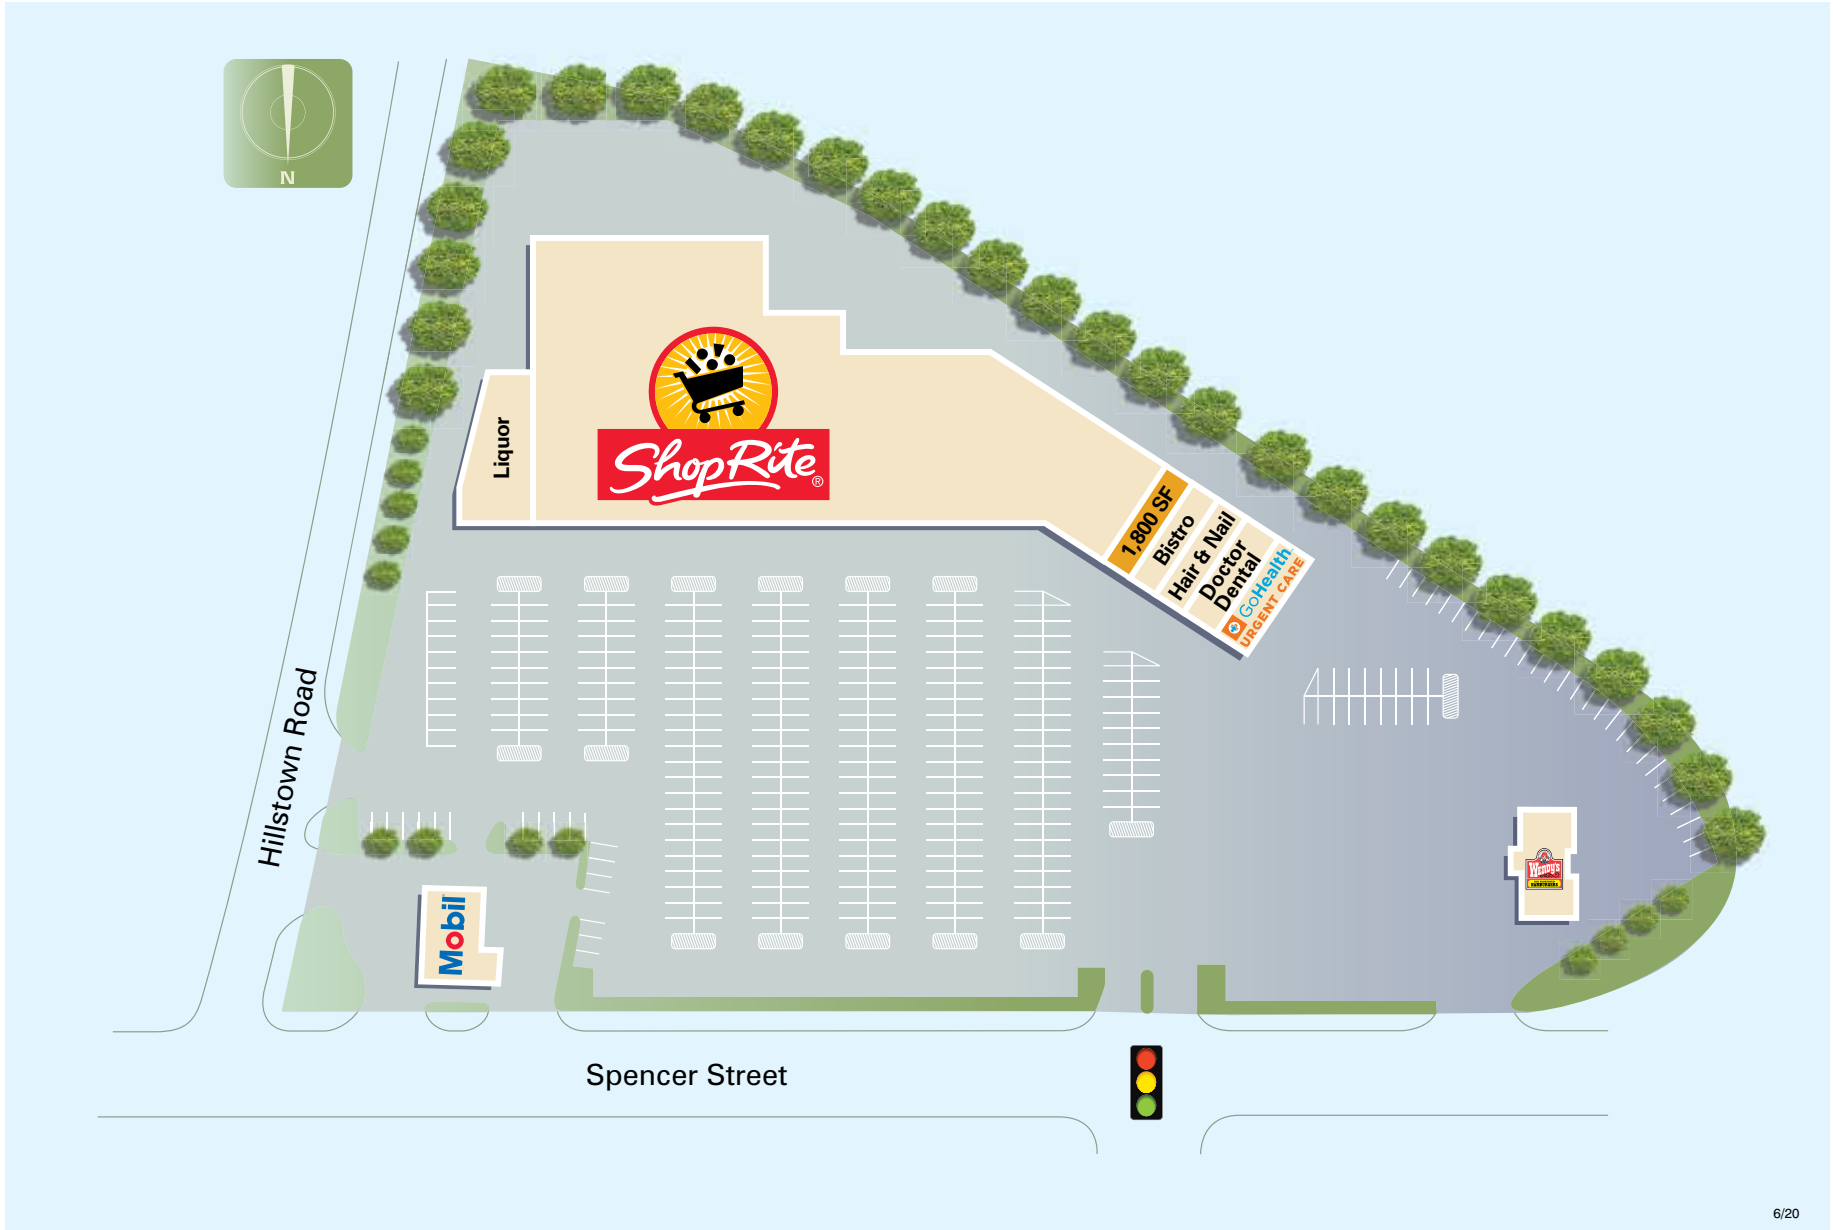 N
Liquor
ShopRite®
1,800 SF
Bistro
Hair & Nail
Doctor
Dental
GoHealth
URGENT CARE
Hillstown Road
Mobil
Wendy's
HAMBURGERS
Spencer Street
6/20